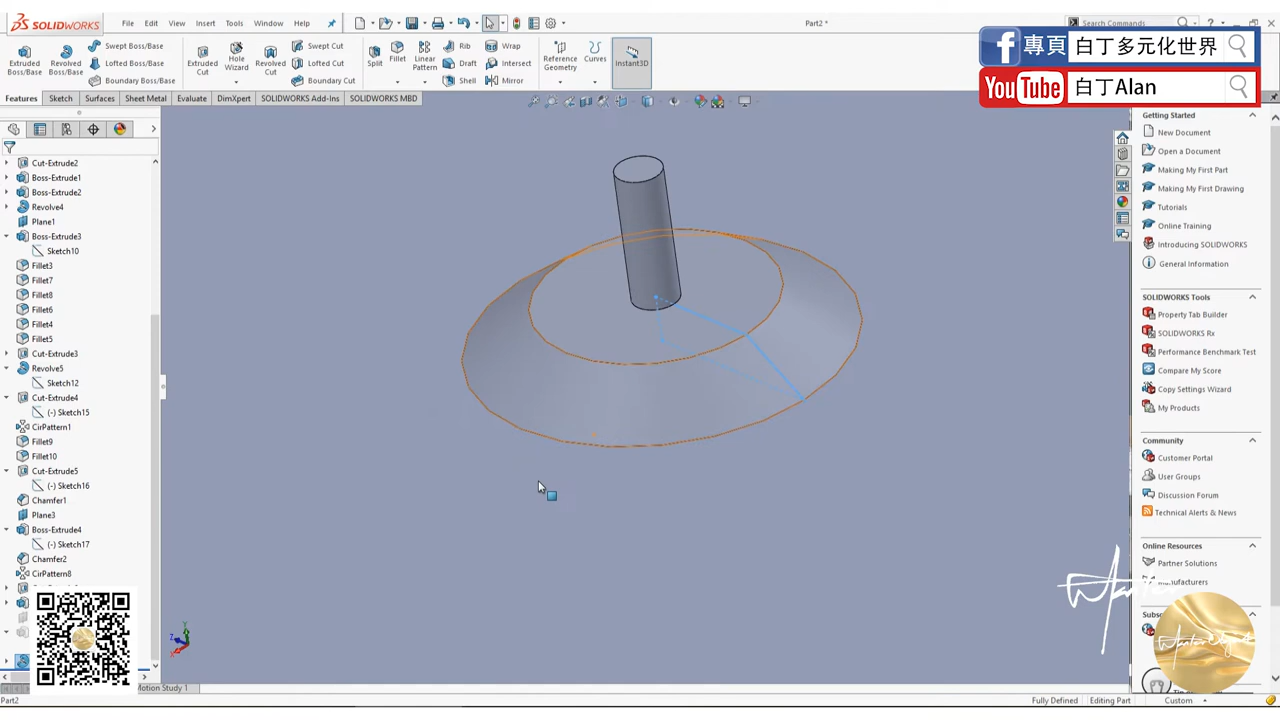 SOLIDWORKS File Edit View Insert Tools Window Help Part2 * Search Commands
專頁 白丁多元化世界
YouTube 白丁Alan
Extruded Boss/Base Revolved Boss/Base Swept Boss/Base Lofted Boss/Base Boundary Boss/Base Extruded Cut Hole Wizard Revolved Cut Swept Cut Lofted Cut Boundary Cut Split Fillet Linear Pattern Rib Draft Shell Wrap Intersect Mirror Reference Geometry Curves Instant3D
Features Sketch Surfaces Sheet Metal Evaluate DimXpert SOLIDWORKS Add-Ins SOLIDWORKS MBD
Cut-Extrude2
Boss-Extrude1
Boss-Extrude2
Revolve4
Plane1
Boss-Extrude3
Sketch10
Fillet3
Fillet7
Fillet8
Fillet6
Fillet4
Fillet5
Cut-Extrude3
Revolve5
Sketch12
Cut-Extrude4
(-) Sketch15
CirPattern1
Fillet9
Fillet10
Cut-Extrude5
(-) Sketch16
Chamfer1
Plane3
Boss-Extrude4
(-) Sketch17
Chamfer2
CirPattern8
Getting Started
New Document
Open a Document
Making My First Part
Making My First Drawing
Tutorials
Online Training
Introducing SOLIDWORKS
General Information
SOLIDWORKS Tools
Property Tab Builder
SOLIDWORKS Rx
Performance Benchmark Test
Compare My Score
Copy Settings Wizard
My Products
Community
Customer Portal
User Groups
Discussion Forum
Technical Alerts & News
Online Resources
Partner Solutions
Manufacturers
Motion Study 1
Part2 Fully Defined Editing Part Custom